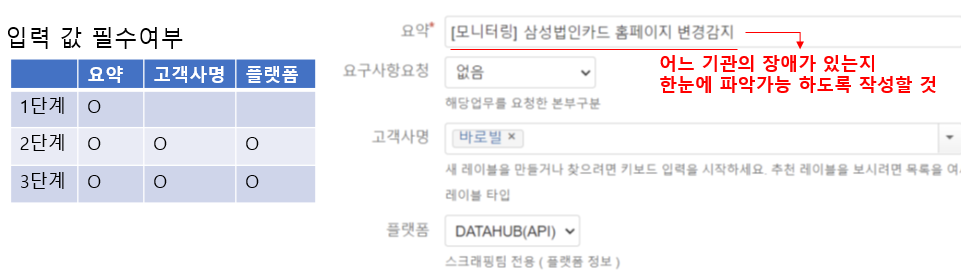 입력 값 필수여부
요약 고객사명 플랫폼
1단계 O
2단계 O O O
3단계 O O O
요약* [모니터링] 삼성법인카드 홈페이지 변경감지
어느 기관의 장애가 있는지
한눈에 파악가능 하도록 작성할 것
요구사항요청 없음
해당업무를 요청한 본부구분
고객사명 바로빌 ×
새 레이블을 만들거나 찾으려면 키보드 입력을 시작하세요. 추천 레이블을 보시려면 목록을 여
레이블 타입
플랫폼 DATAHUB(API)
스크래핑팀 전용 ( 플랫폼 정보 )